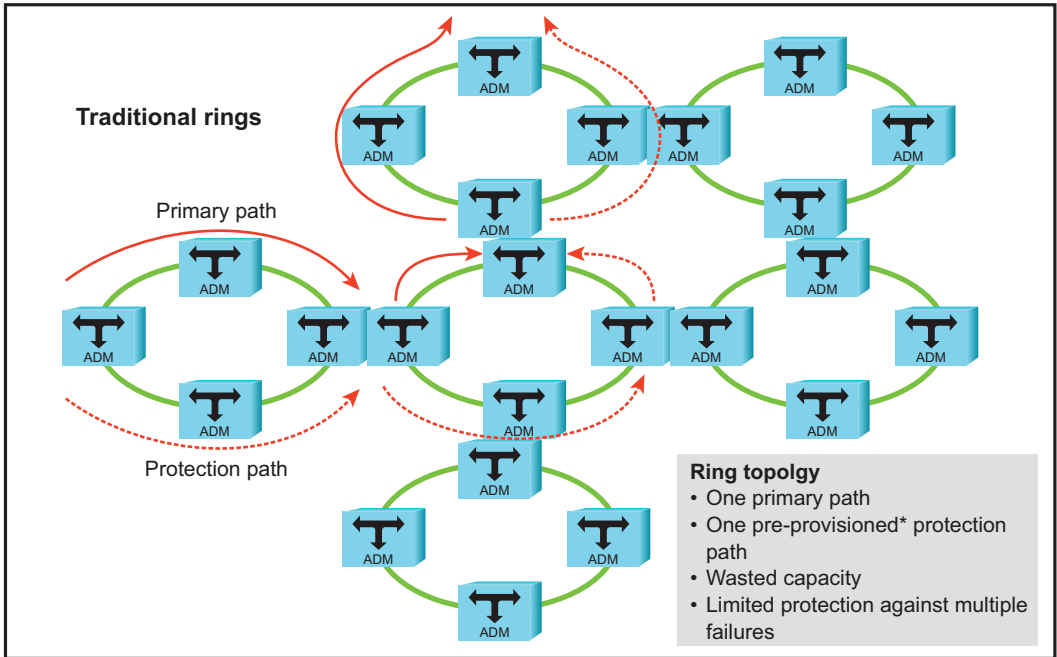 ADM
ADM
Traditional rings
ADM
ADM
ADM
ADM
Primary path
ADM
ADM
ADM
ADM
ADM
ADM
ADM
ADM
ADM
ADM
ADM
ADM
ADM
ADM
Protection path
ADM
ADM
ADM
ADM
Ring topolgy
• One primary path
• One pre-provisioned* protection
path
• Wasted capacity
• Limited protection against multiple
failures